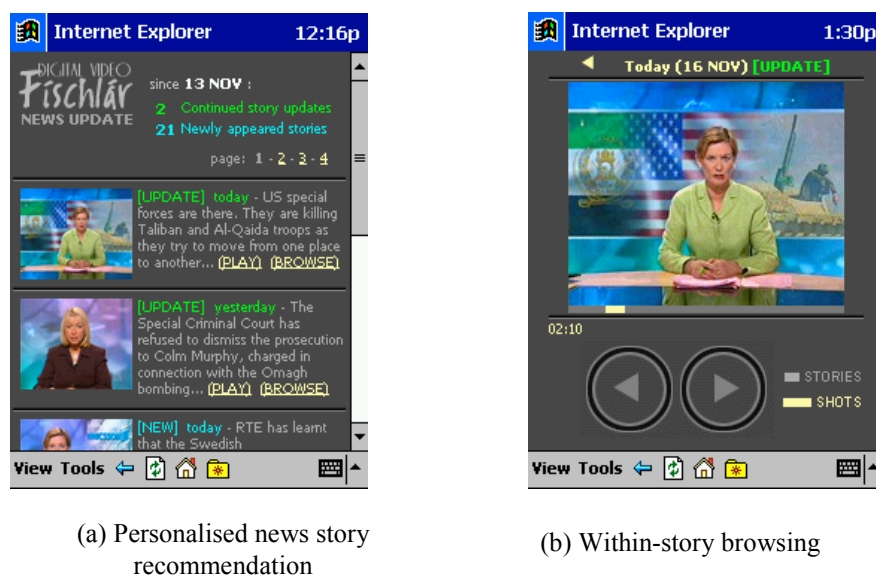 Internet Explorer 12:16p
DIGITAL VIDEO
Físchlár
NEWS UPDATE
since 13 NOV :
2 Continued story updates
21 Newly appeared stories
page: 1 - 2 - 3 - 4
[UPDATE] today - US special
forces are there. They are killing
Taliban and Al-Qaida troops as
they try to move from one place
to another... (PLAY) (BROWSE)
[UPDATE] yesterday - The
Special Criminal Court has
refused to dismiss the prosecution
to Colm Murphy, charged in
connection with the Omagh
bombing... (PLAY) (BROWSE)
[NEW] today - RTE has learnt
that the Swedish
View Tools
(a) Personalised news story
recommendation
Internet Explorer 1:30p
Today (16 NOV) [UPDATE]
02:10
STORIES
SHOTS
View Tools
(b) Within-story browsing